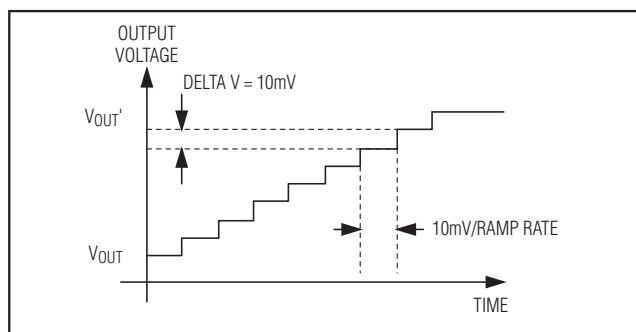 OUTPUT
VOLTAGE
DELTA V = 10mV
VOUT'
10mV/RAMP RATE
VOUT
TIME